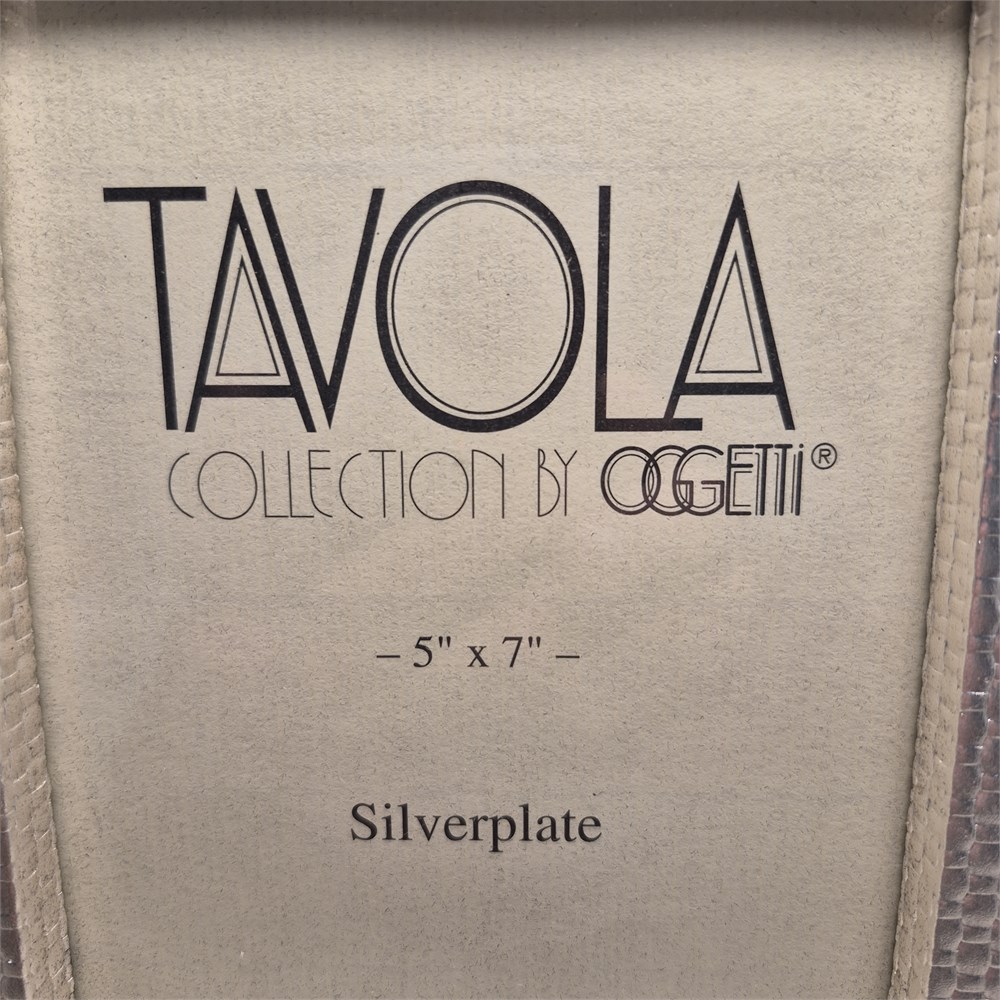 TAVOLA
COLLECTION BY OGGETTi®
– 5" x 7" –
Silverplate